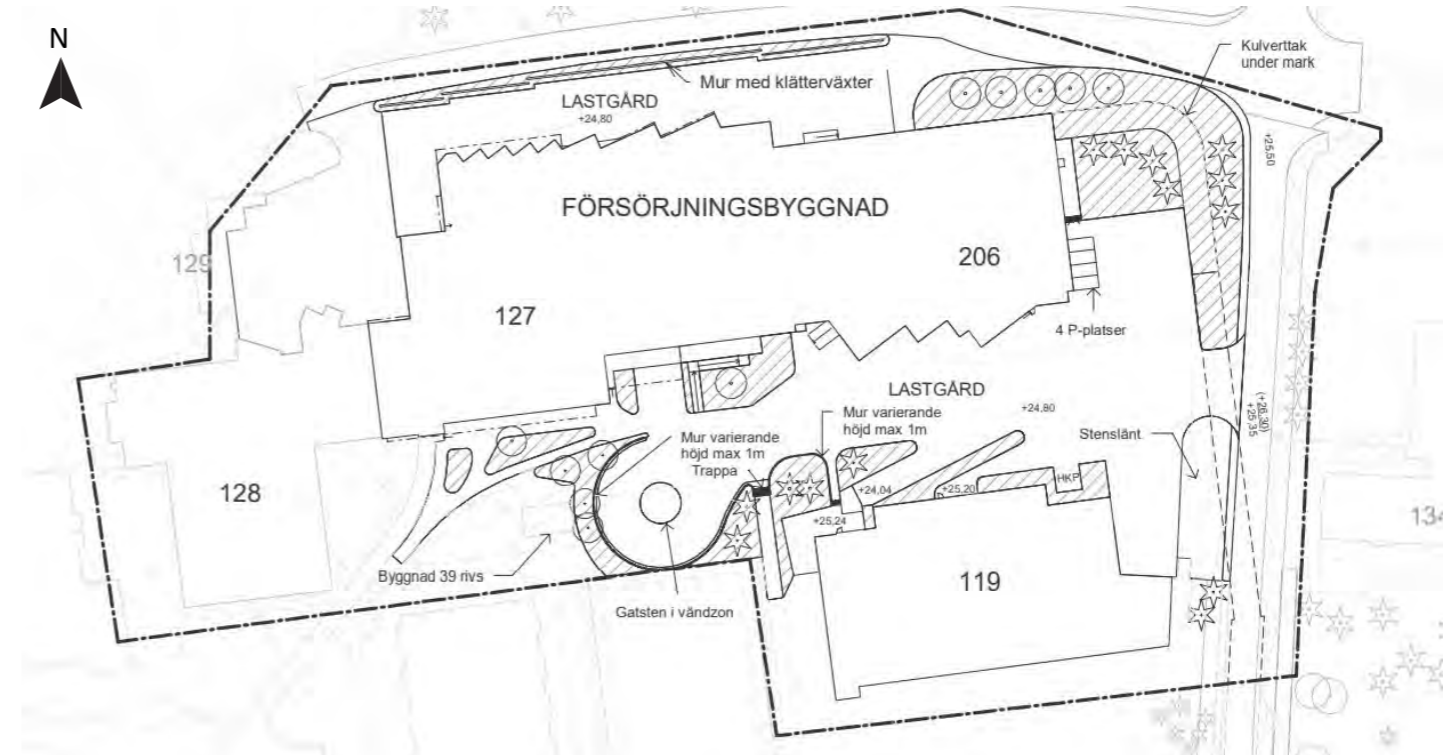 N
Kulverttak
under mark
Mur med klätterväxter
LASTGÅRD
+24,80
+25,50
FÖRSÖRJNINGSBYGGNAD
129
206
127
4 P-platser
LASTGÅRD
+24,80
(+26,30)
+25,35
Mur varierande
höjd max 1m
Mur varierande
höjd max 1m
Trappa
Stenslänt
HKP
128
+24,04
+25,20
134
+25,24
Byggnad 39 rivs
119
Gatsten i vändzon